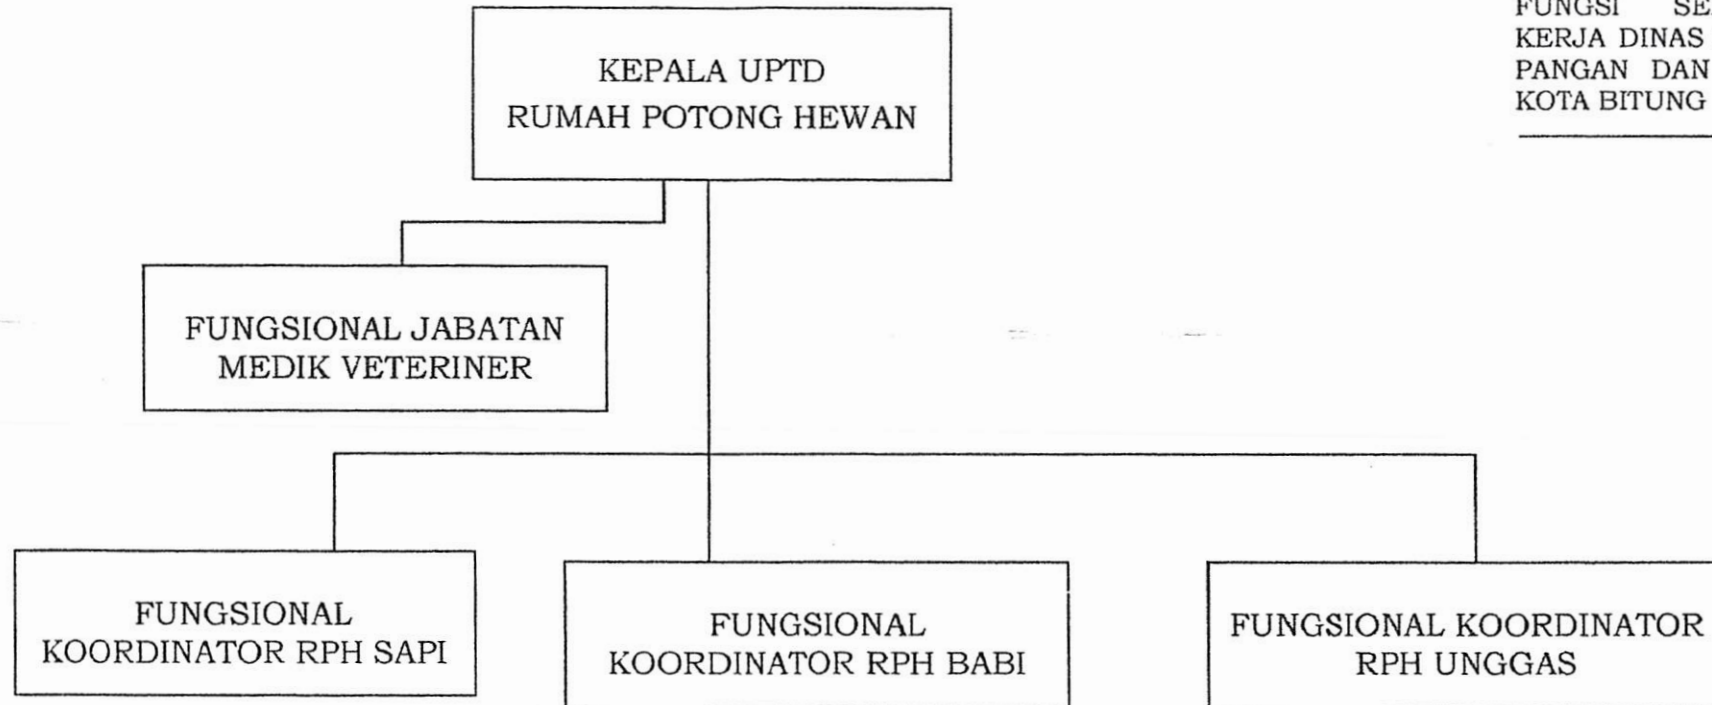 FUNGSI
KERJA DINAS
PANGAN DAN
KOTA BITUNG
KEPALA UPTD
RUMAH POTONG HEWAN
FUNGSIONAL JABATAN
MEDIK VETERINER
FUNGSIONAL
KOORDINATOR RPH SAPI
FUNGSIONAL
KOORDINATOR RPH BABI
FUNGSIONAL KOORDINATOR
RPH UNGGAS